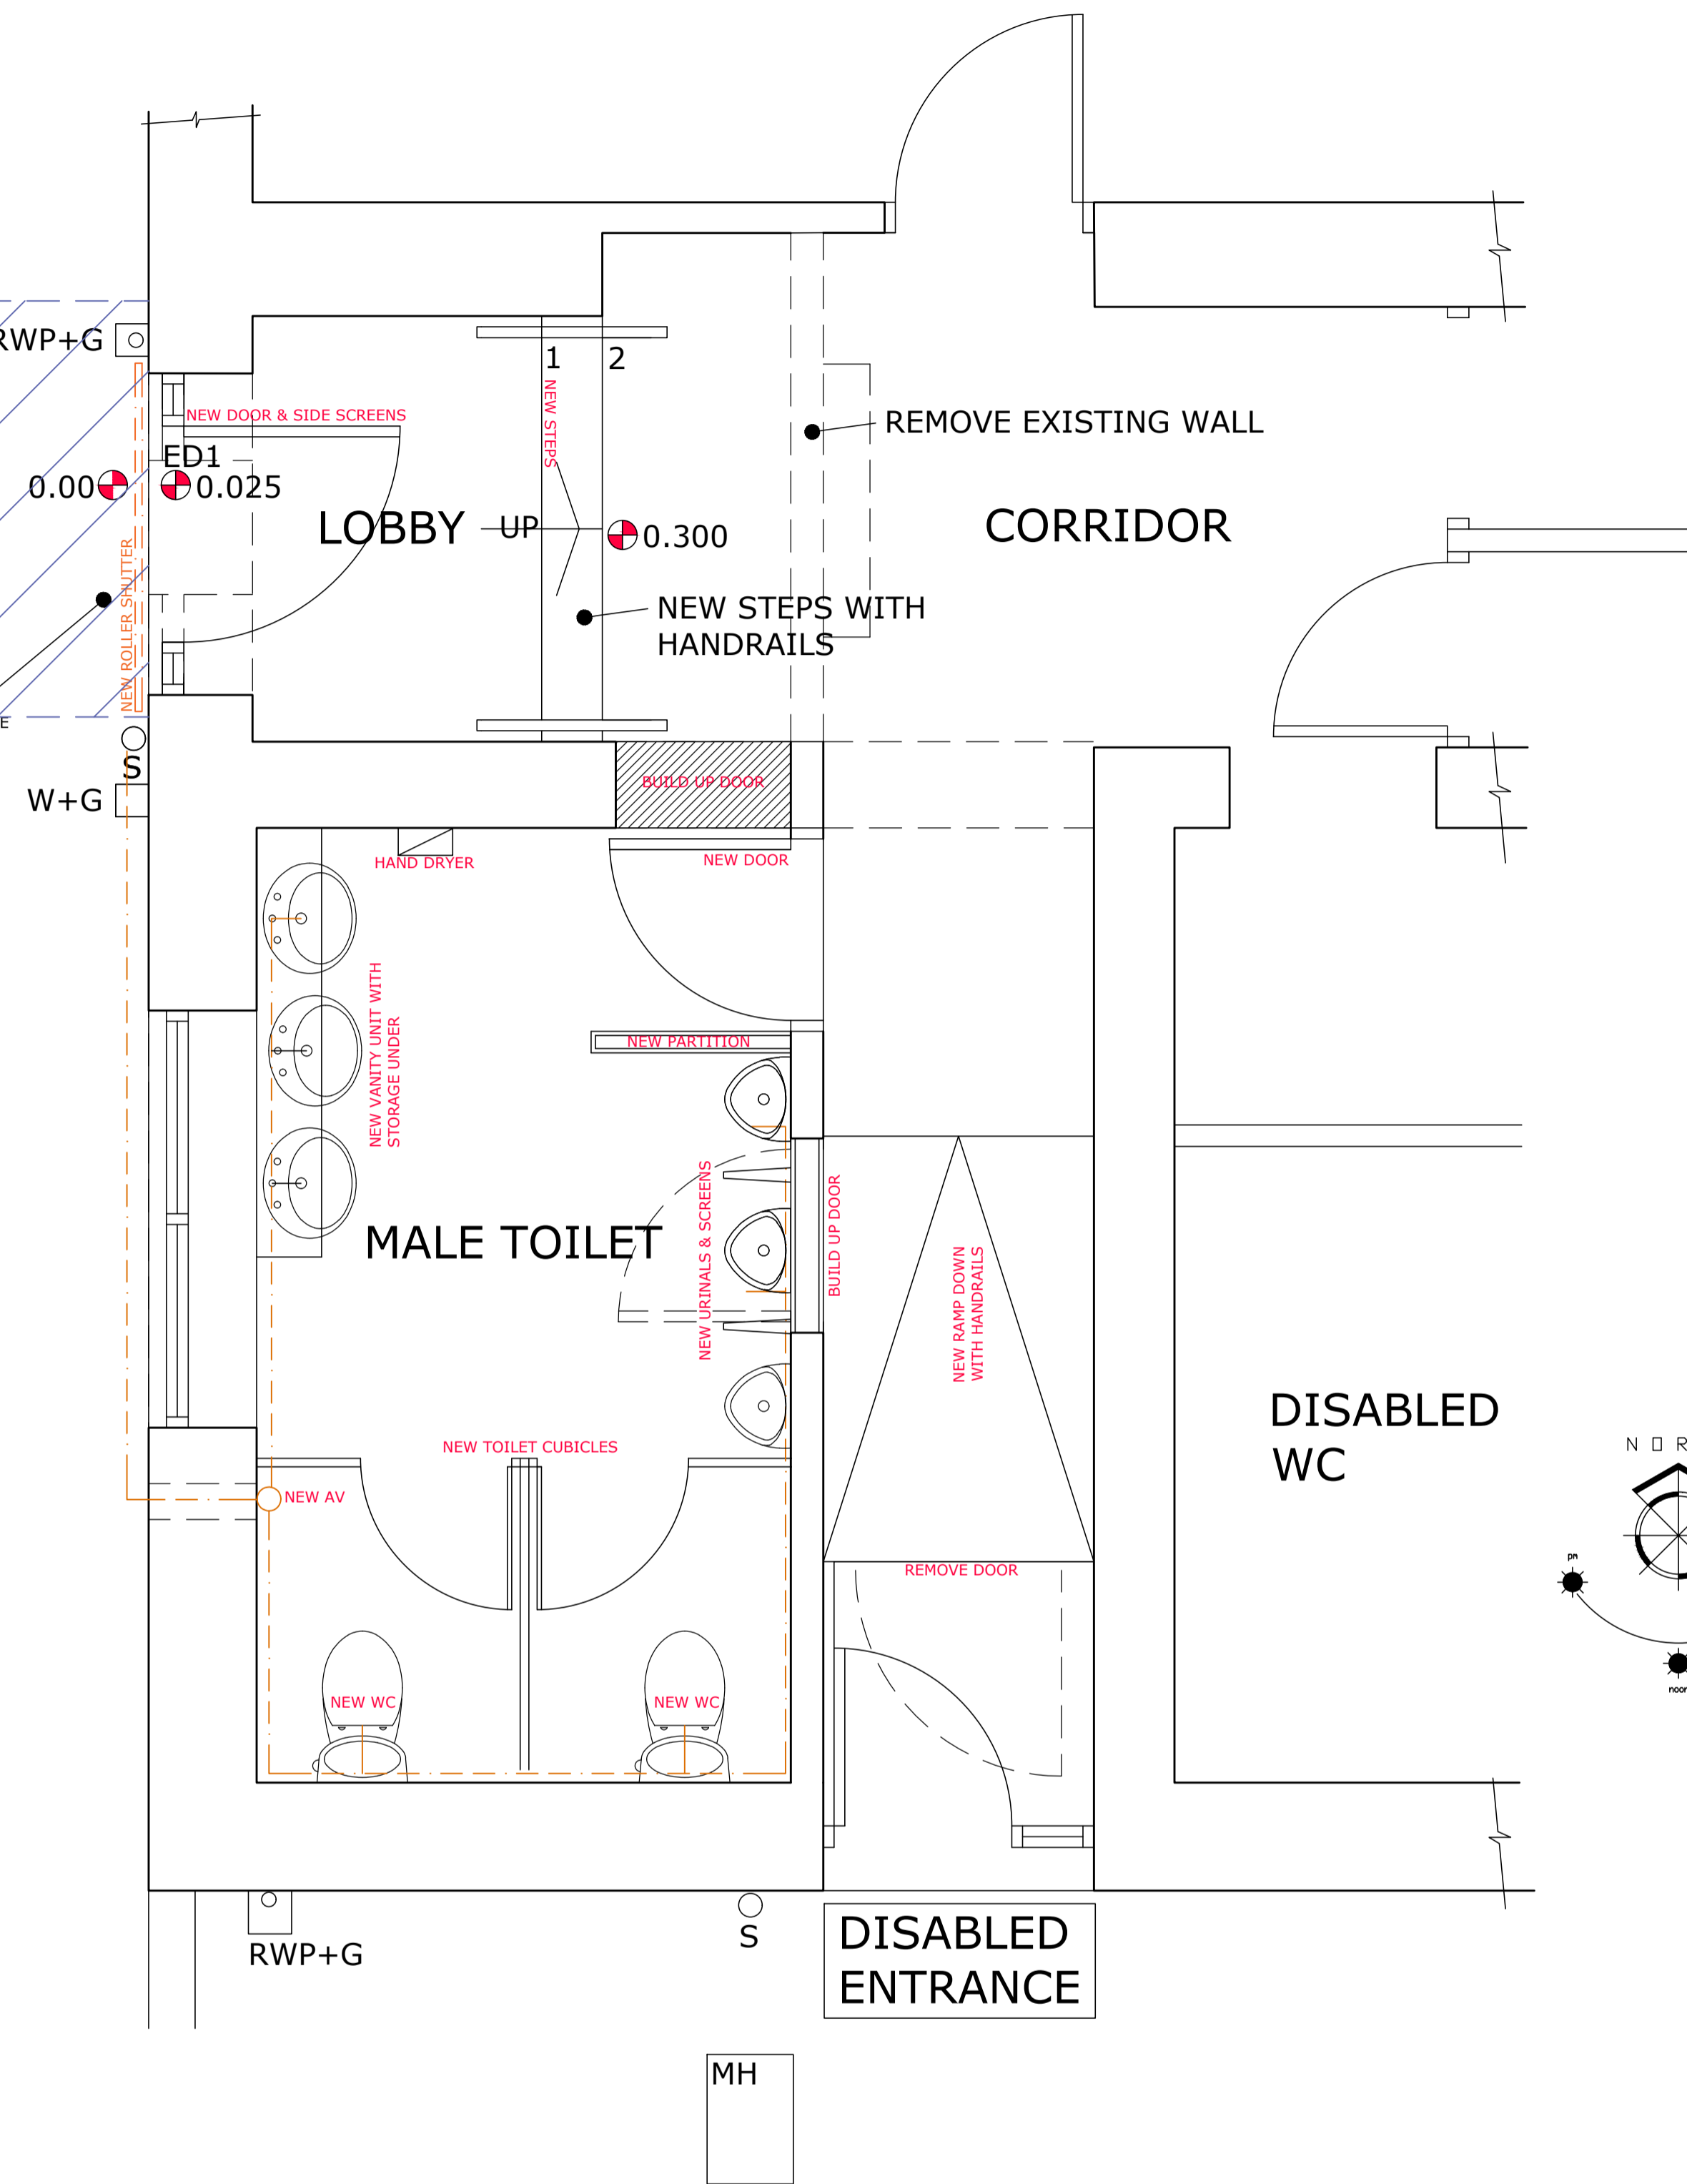 RWP+G
NEW DOOR & SIDE SCREENS
ED1
0.00
0.025
LOBBY
UP
1
2
NEW STEPS
0.300
REMOVE EXISTING WALL
CORRIDOR
NEW STEPS WITH
HANDRAILS
NEW ROLLER SHUTTER
E
S
W+G
BUILD UP DOOR
HAND DRYER
NEW DOOR
NEW VANITY UNIT WITH
STORAGE UNDER
NEW PARTITION
MALE TOILET
NEW URINALS & SCREENS
BUILD UP DOOR
NEW RAMP DOWN
WITH HANDRAILS
DISABLED
WC
NOR
NEW TOILET CUBICLES
NEW AV
REMOVE DOOR
pm
noon
NEW WC
NEW WC
RWP+G
S
DISABLED
ENTRANCE
MH